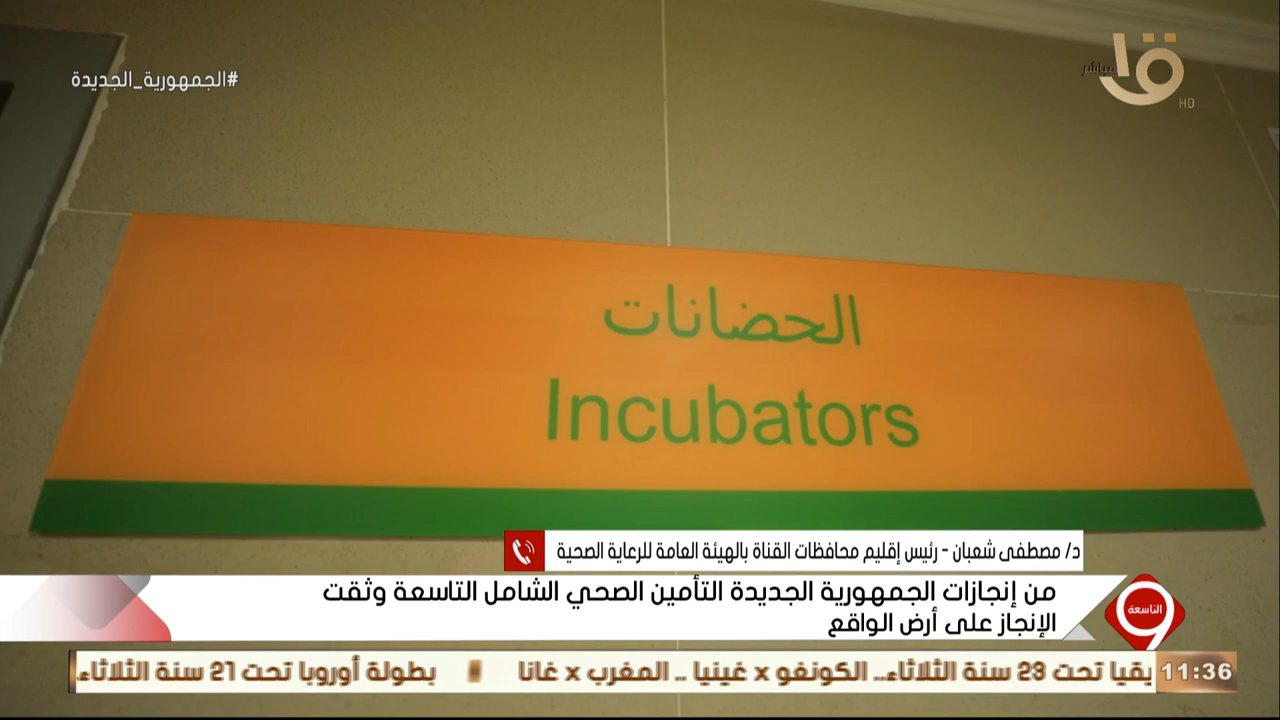 #الجمهورية_الجديدة
مباشر
HD
الحضانات
Incubators
د/ مصطفى شعبان - رئيس إقليم محافظات القناة بالهيئة العامة للرعاية الصحية
من إنجازات الجمهورية الجديدة التأمين الصحي الشامل التاسعة وثقت
الإنجاز على أرض الواقع
التاسعة
يقيا تحت 23 سنة الثلاثاء.. الكونغو x غينيا .. المغرب x غانا
بطولة أوروبا تحت 21 سنة الثلاثاء.
11:36